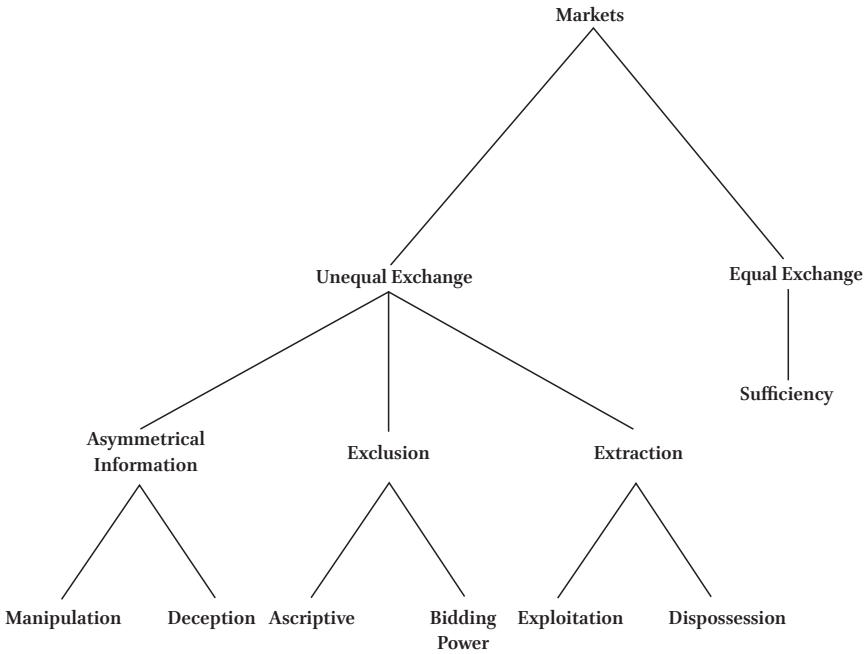 Markets
Unequal Exchange
Equal Exchange
Sufficiency
Asymmetrical
Information
Exclusion
Extraction
Manipulation
Deception
Ascriptive
Bidding
Power
Exploitation
Dispossession